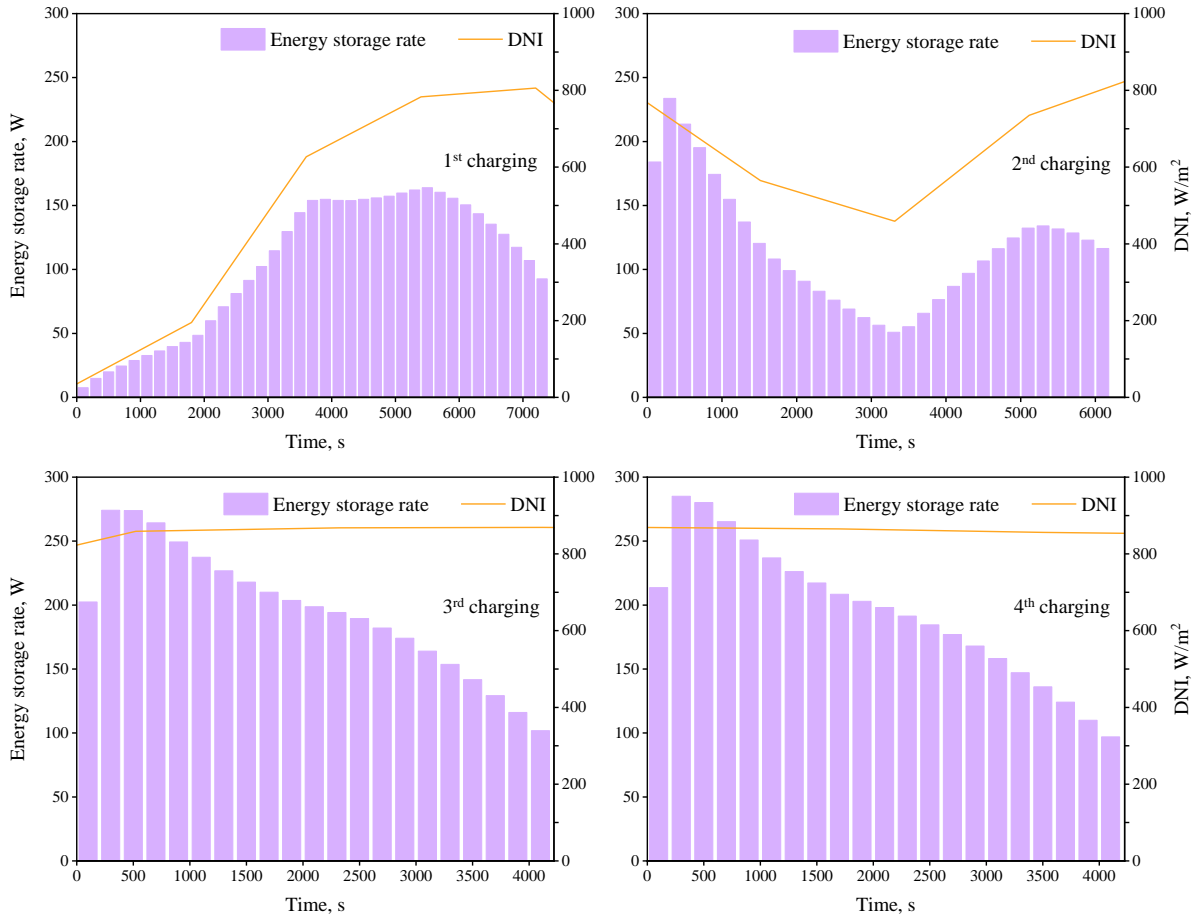 300
250
200
150
100
50
0
Energy storage rate, W
Energy storage rate
DNI
1st charging
1000
800
600
400
200
0
0 1000 2000 3000 4000 5000 6000 7000
Time, s
300
250
200
150
100
50
0
Energy storage rate
DNI
2nd charging
1000
800
600
400
200
0
DNI, W/m²
0 1000 2000 3000 4000 5000 6000
Time, s
300
250
200
150
100
50
0
Energy storage rate, W
Energy storage rate
DNI
3rd charging
1000
800
600
400
200
0
0 500 1000 1500 2000 2500 3000 3500 4000
Time, s
300
250
200
150
100
50
0
Energy storage rate
DNI
4th charging
1000
800
600
400
200
0
DNI, W/m²
0 500 1000 1500 2000 2500 3000 3500 4000
Time, s